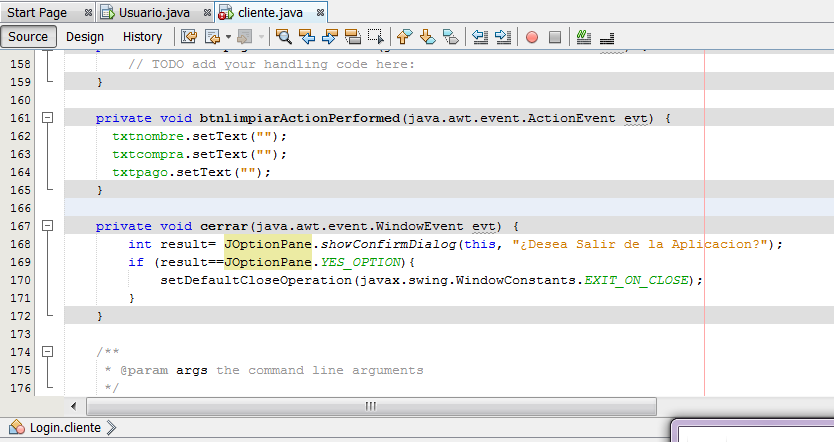 Start Page Usuario.java cliente.java
Source Design History
158 // TODO add your handling code here:
159 }
160
161 private void btnlimpiarActionPerformed(java.awt.event.ActionEvent evt) {
162 txtnombre.setText("");
163 txtcompra.setText("");
164 txtpago.setText("");
165 }
166
167 private void cerrar(java.awt.event.WindowEvent evt) {
168 int result= JOptionPane.showConfirmDialog(this, "¿Desea Salir de la Aplicacion?");
169 if (result==JOptionPane.YES_OPTION){
170 setDefaultCloseOperation(javax.swing.WindowConstants.EXIT_ON_CLOSE);
171 }
172 }
173
174 /**
175 * @param args the command line arguments
176 */
Login.cliente